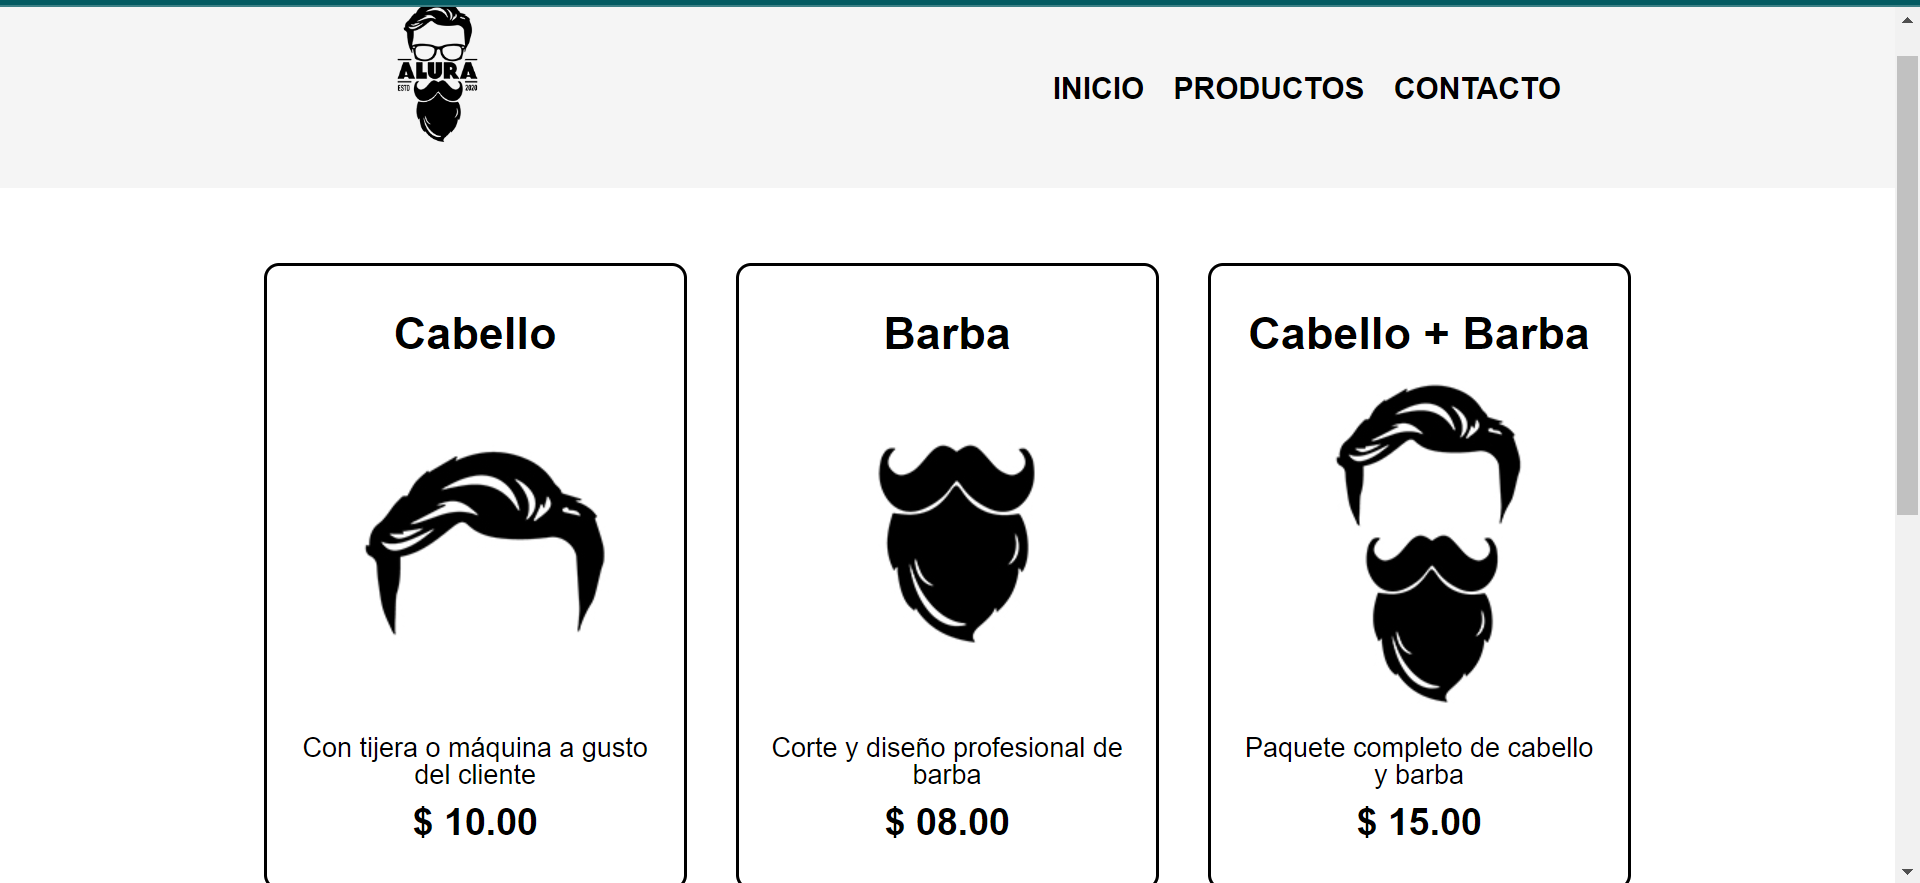 ALURA
ESTD 2020
INICIO PRODUCTOS CONTACTO
Cabello
Con tijera o máquina a gusto
del cliente
$ 10.00
Barba
Corte y diseño profesional de
barba
$ 08.00
Cabello + Barba
Paquete completo de cabello
y barba
$ 15.00